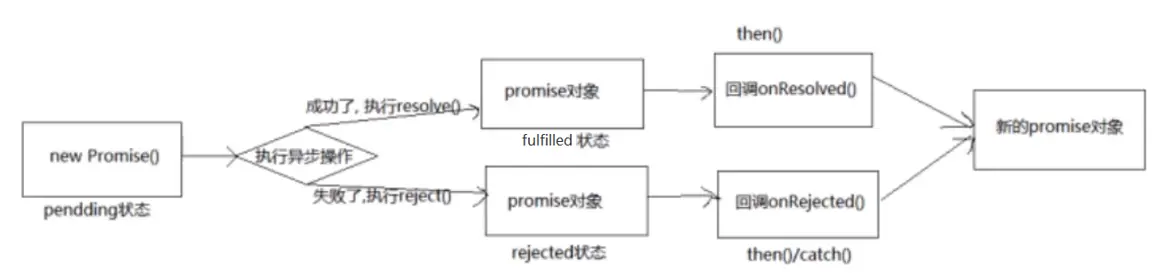 new Promise()
pendding状态
执行异步操作
成功了, 执行resolve()
失败了,执行reject()
promise对象
fulfilled 状态
promise对象
rejected状态
then()
回调onResolved()
回调onRejected()
then()/catch()
新的promise对象